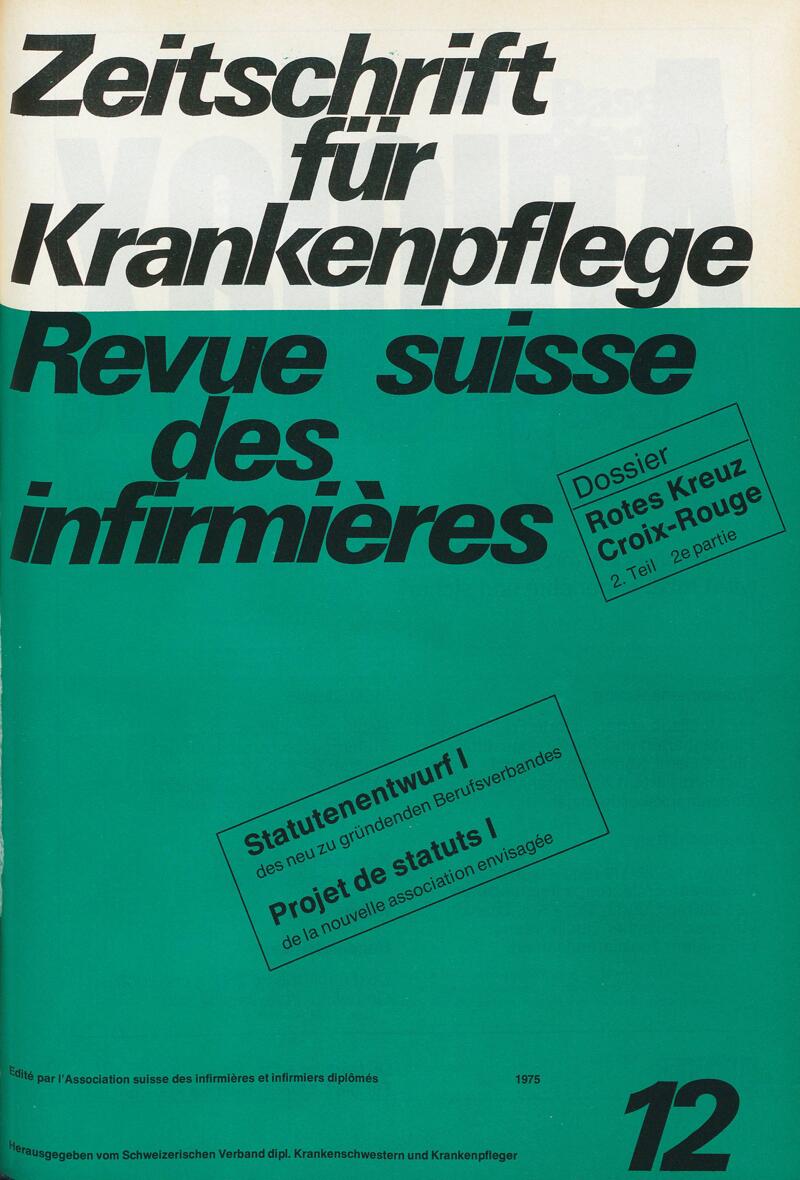 Zeitschrift
für
Krankenpflege
Revue suisse
des
infirmières
Dossier
Rotes Kreuz
Croix-Rouge
2. Teil 2e partie
Statutenentwurf I
des neu zu gründenden Berufsverbandes
Projet de statuts I
de la nouvelle association envisagée
Edité par l'Association suisse des infirmières et infirmiers diplômés
1975
12
Herausgegeben vom Schweizerischen Verband dipl. Krankenschwestern und Krankenpfleger